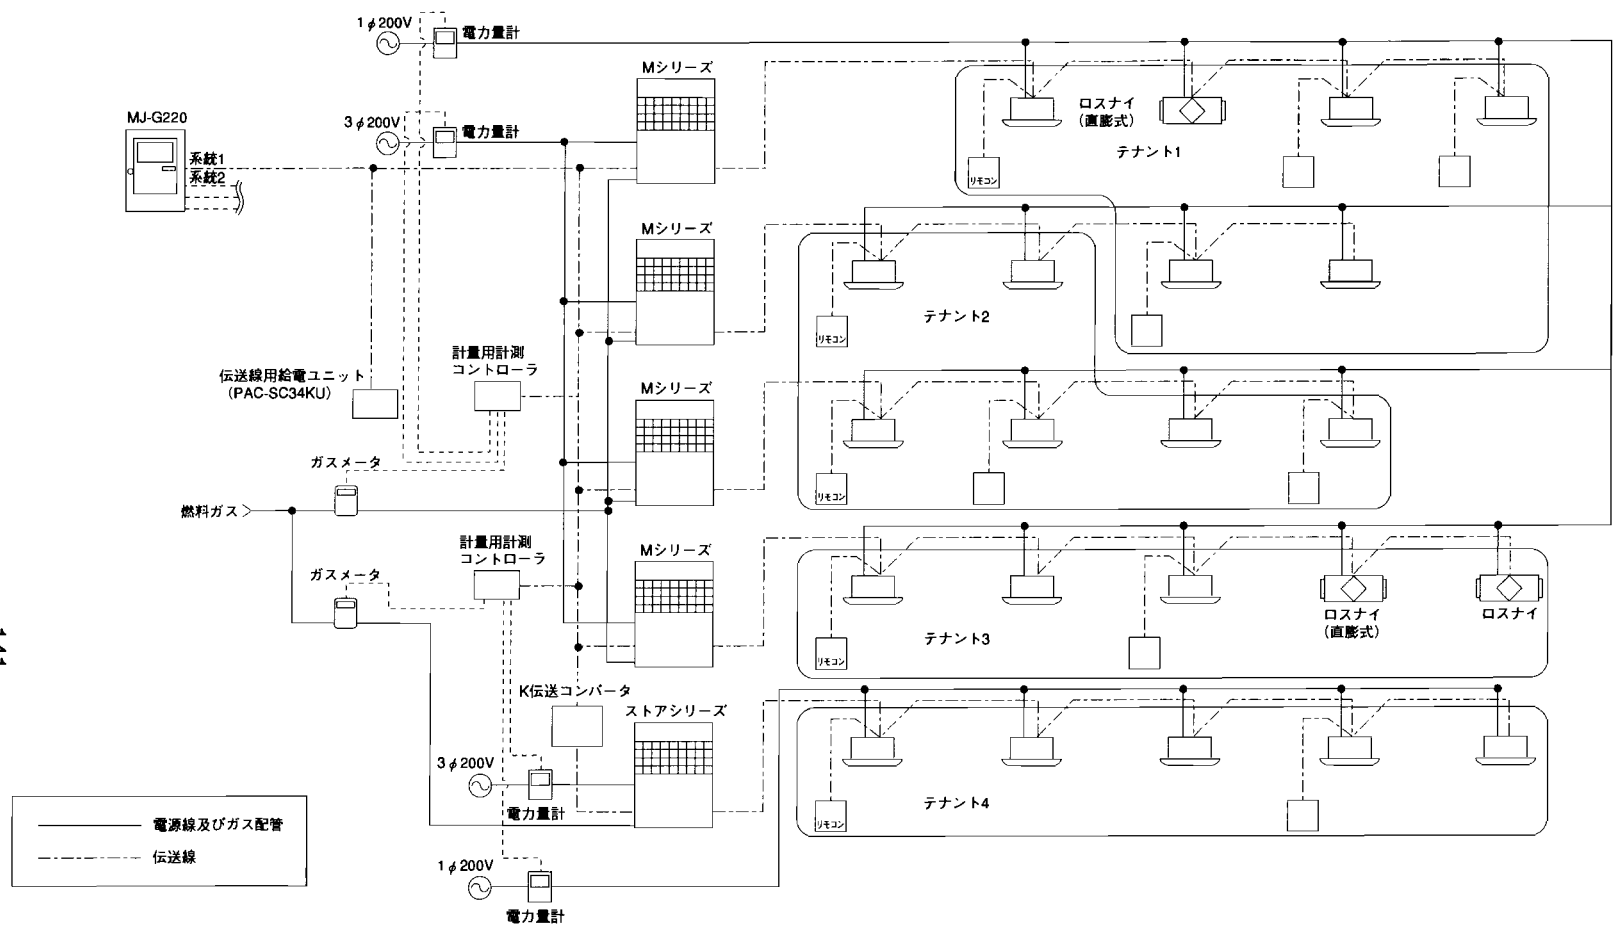 1φ200V
電力量計
Mシリーズ
MJ-G220
系統1
系統2
3φ200V
電力量計
ロスナイ
(直膨式)
テナント1
リモコン
Mシリーズ
テナント2
リモコン
計量用計測
コントローラ
伝送線用給電ユニット
(PAC-SC34KU)
Mシリーズ
リモコン
ガスメータ
燃料ガス
計量用計測
コントローラ
Mシリーズ
ガスメータ
ロスナイ
(直膨式)
ロスナイ
テナント3
リモコン
K伝送コンバータ
ストアシリーズ
3φ200V
電力量計
テナント4
リモコン
電源線及びガス配管
伝送線
1φ200V
電力量計